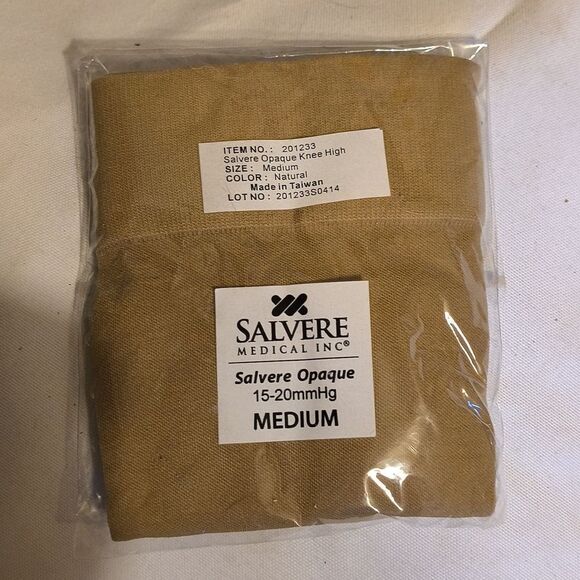 ITEM NO. : 201233
Salvere Opaque Knee High
SIZE : Medium
COLOR : Natural
Made in Taiwan
LOT NO : 201233S0414
SALVERE
MEDICAL INC®
Salvere Opaque
15-20mmHg
MEDIUM